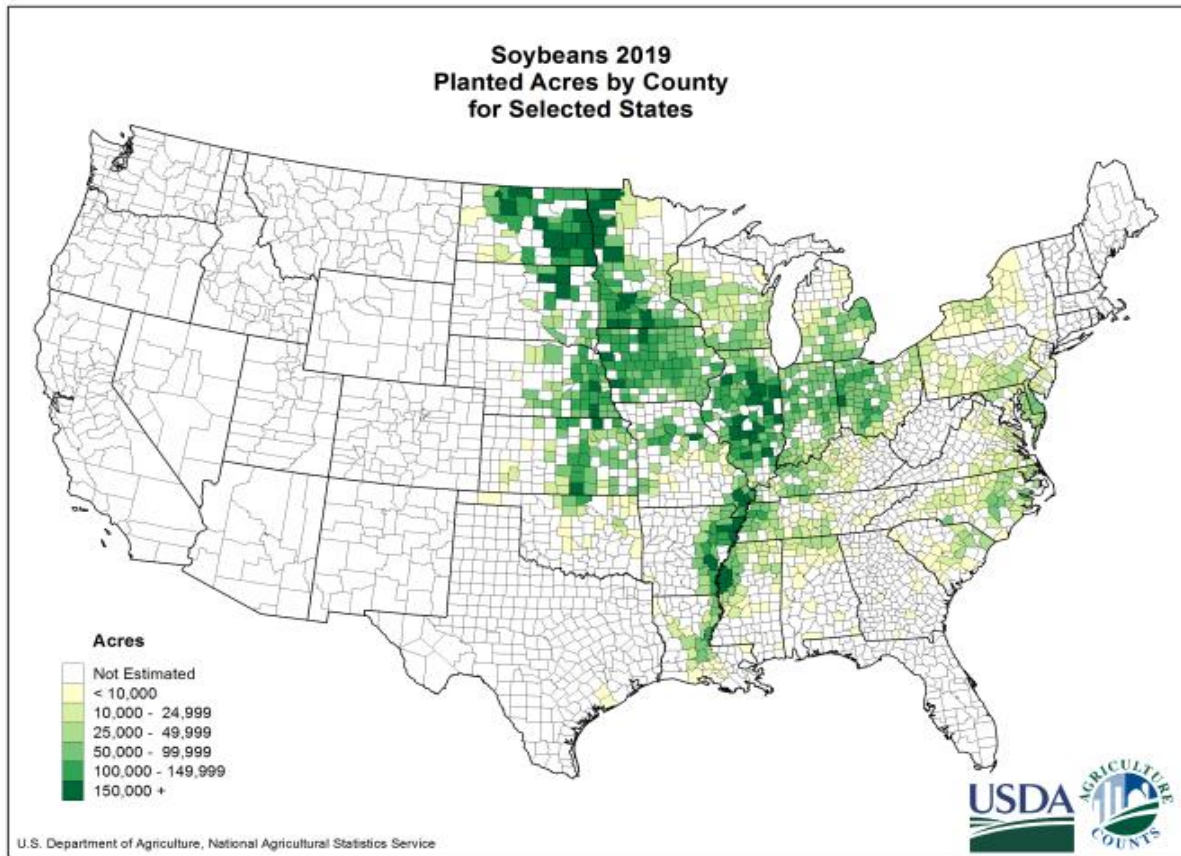 Soybeans 2019
Planted Acres by County
for Selected States
Acres
Not Estimated
< 10,000
10,000 - 24,999
25,000 - 49,999
50,000 - 99,999
100,000 - 149,999
150,000 +
U.S. Department of Agriculture, National Agricultural Statistics Service
USDA
AGRICULTURE
COUNTS